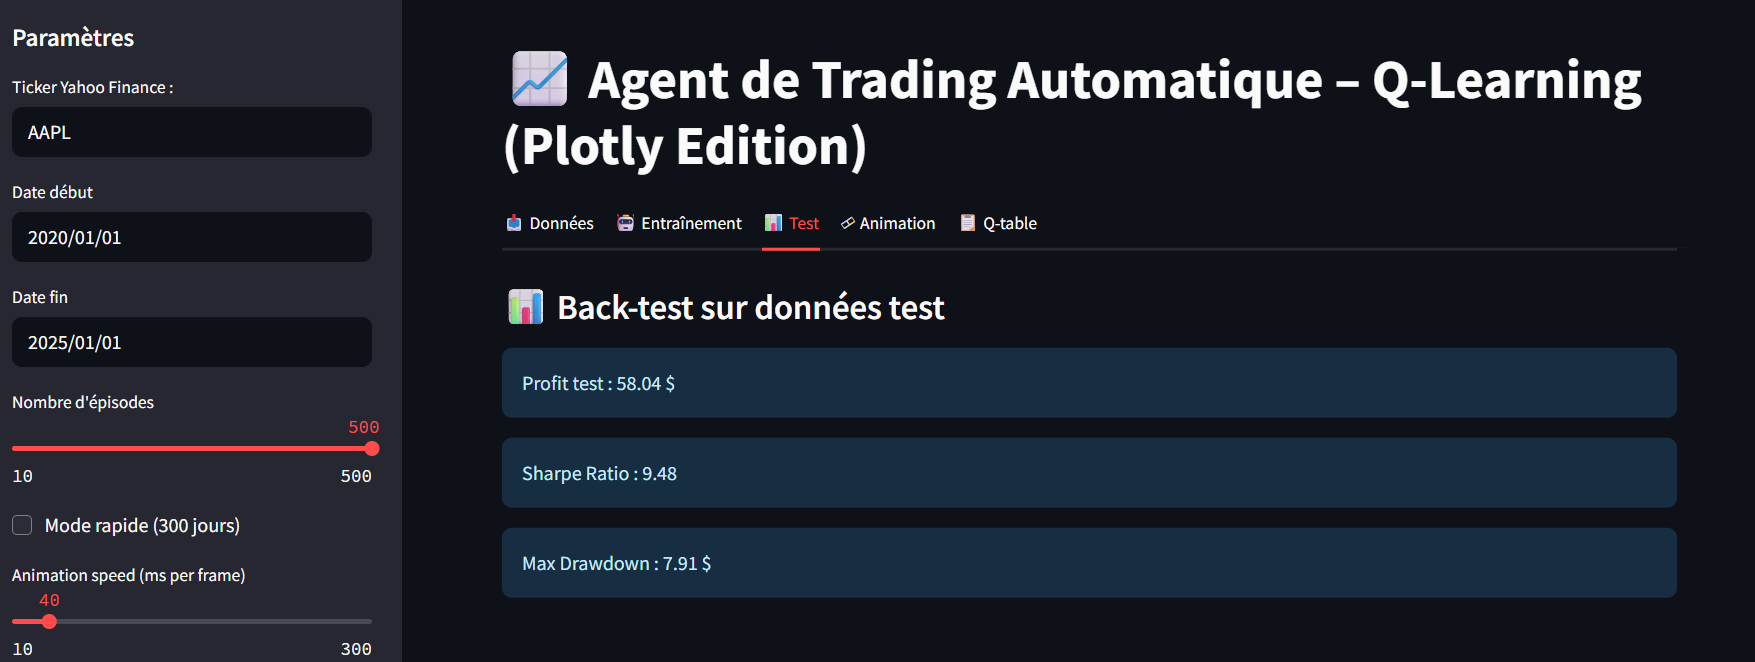 Paramètres
Ticker Yahoo Finance :
AAPL
Date début
2020/01/01
Date fin
2025/01/01
Nombre d'épisodes
500
10 500
Mode rapide (300 jours)
Animation speed (ms per frame)
40
10 300
Agent de Trading Automatique – Q-Learning
(Plotly Edition)
Données Entraînement Test Animation Q-table
Back-test sur données test
Profit test : 58.04 $
Sharpe Ratio : 9.48
Max Drawdown : 7.91 $